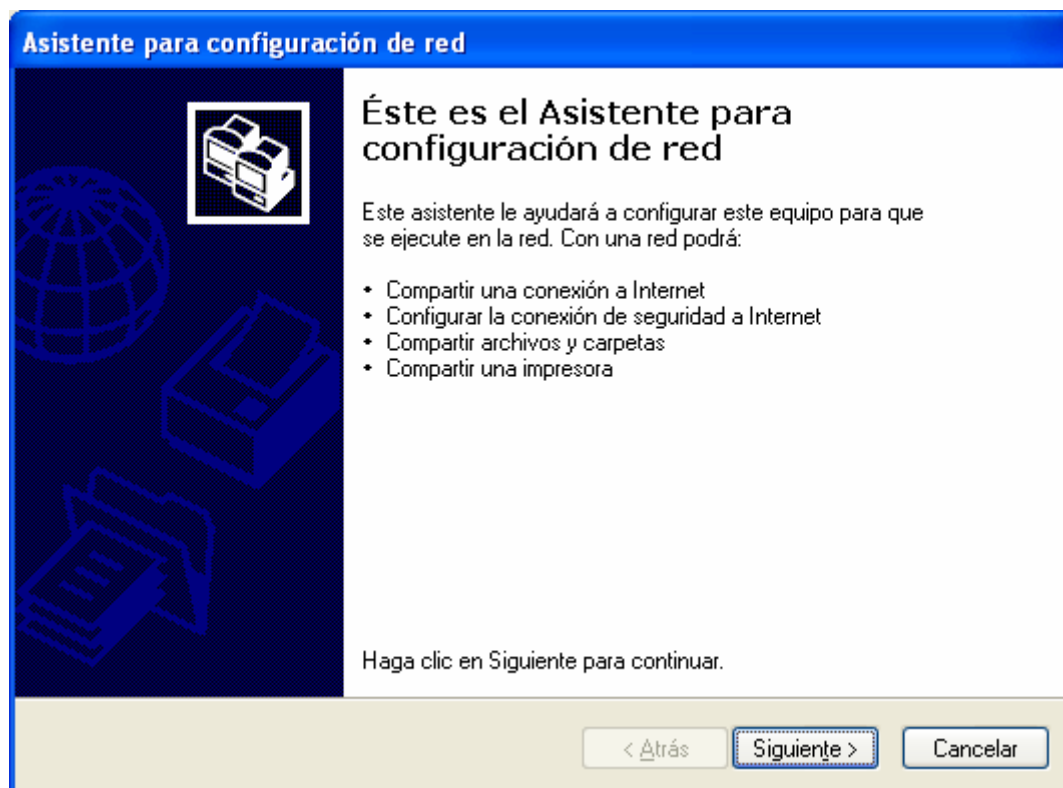 Asistente para configuración de red
Éste es el Asistente para
configuración de red
Este asistente le ayudará a configurar este equipo para que
se ejecute en la red. Con una red podrá:
• Compartir una conexión a Internet
• Configurar la conexión de seguridad a Internet
• Compartir archivos y carpetas
• Compartir una impresora
Haga clic en Siguiente para continuar.
< Atrás Siguiente > Cancelar